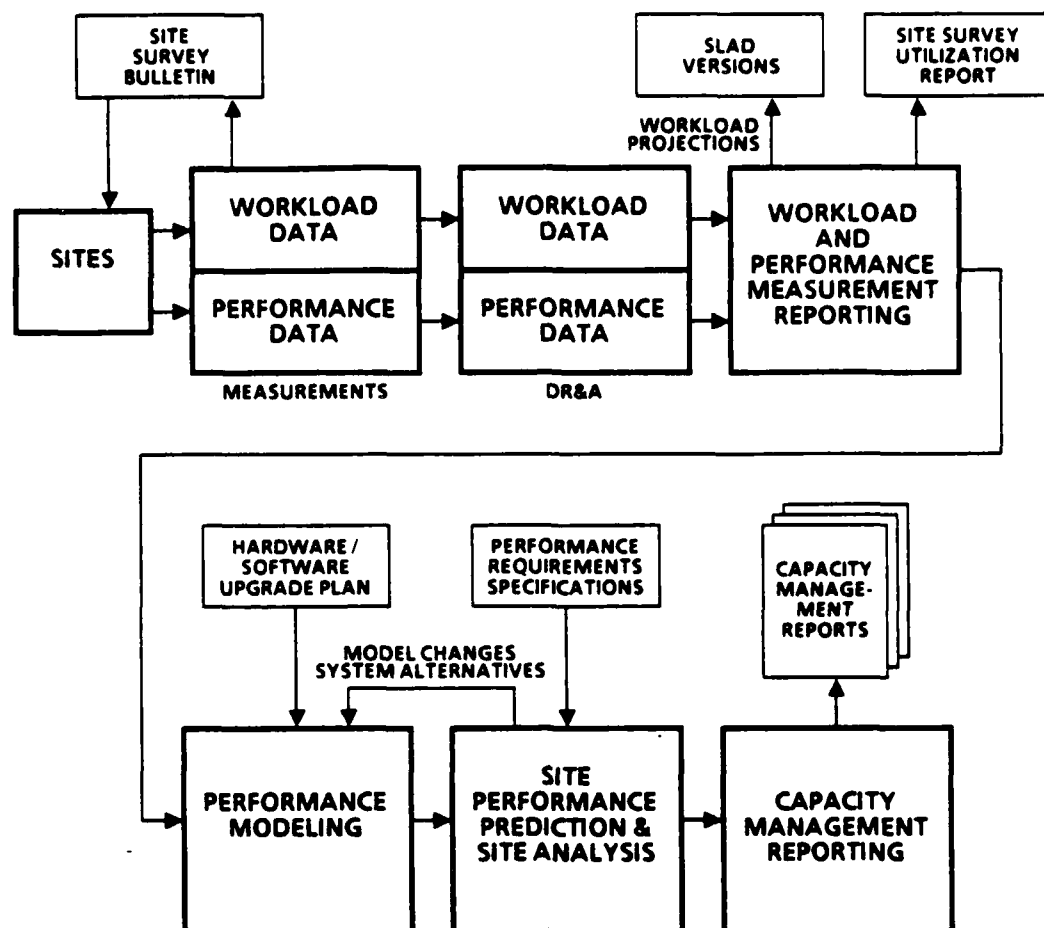 SITE
SURVEY
BULLETIN
SLAD
VERSIONS
SITE SURVEY
UTILIZATION
REPORT
WORKLOAD
PROJECTIONS
SITES
WORKLOAD
DATA
PERFORMANCE
DATA
MEASUREMENTS
WORKLOAD
DATA
PERFORMANCE
DATA
DR&A
WORKLOAD
AND
PERFORMANCE
MEASUREMENT
REPORTING
HARDWARE /
SOFTWARE
UPGRADE PLAN
PERFORMANCE
REQUIREMENTS
SPECIFICATIONS
CAPACITY
MANAGE-
MENT
REPORTS
MODEL CHANGES
SYSTEM ALTERNATIVES
PERFORMANCE
MODELING
SITE
PERFORMANCE
PREDICTION &
SITE ANALYSIS
CAPACITY
MANAGEMENT
REPORTING